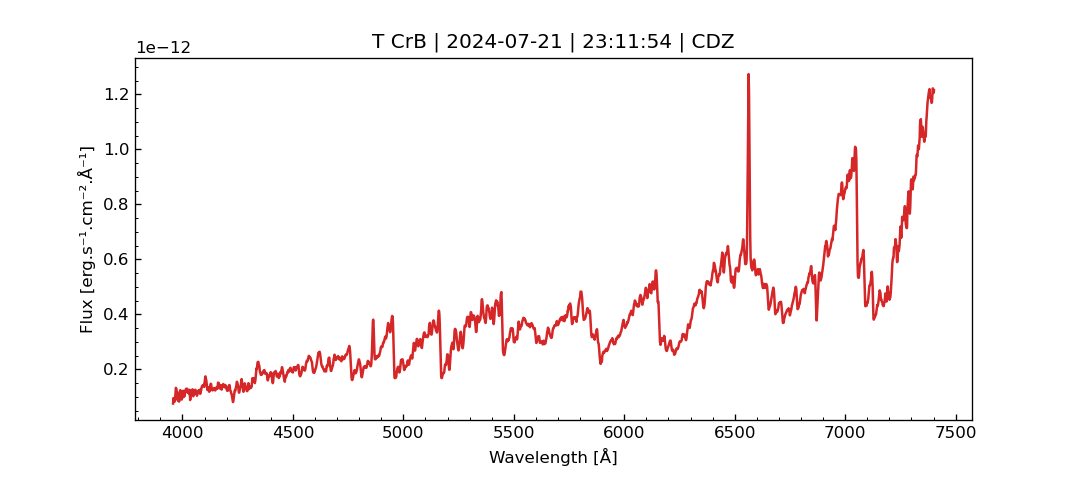 T CrB | 2024-07-21 | 23:11:54 | CDZ
1e−12
1.2
1.0
0.8
0.6
0.4
0.2
Flux [erg.s⁻¹.cm⁻².Å⁻¹]
4000 4500 5000 5500 6000 6500 7000 7500
Wavelength [Å]